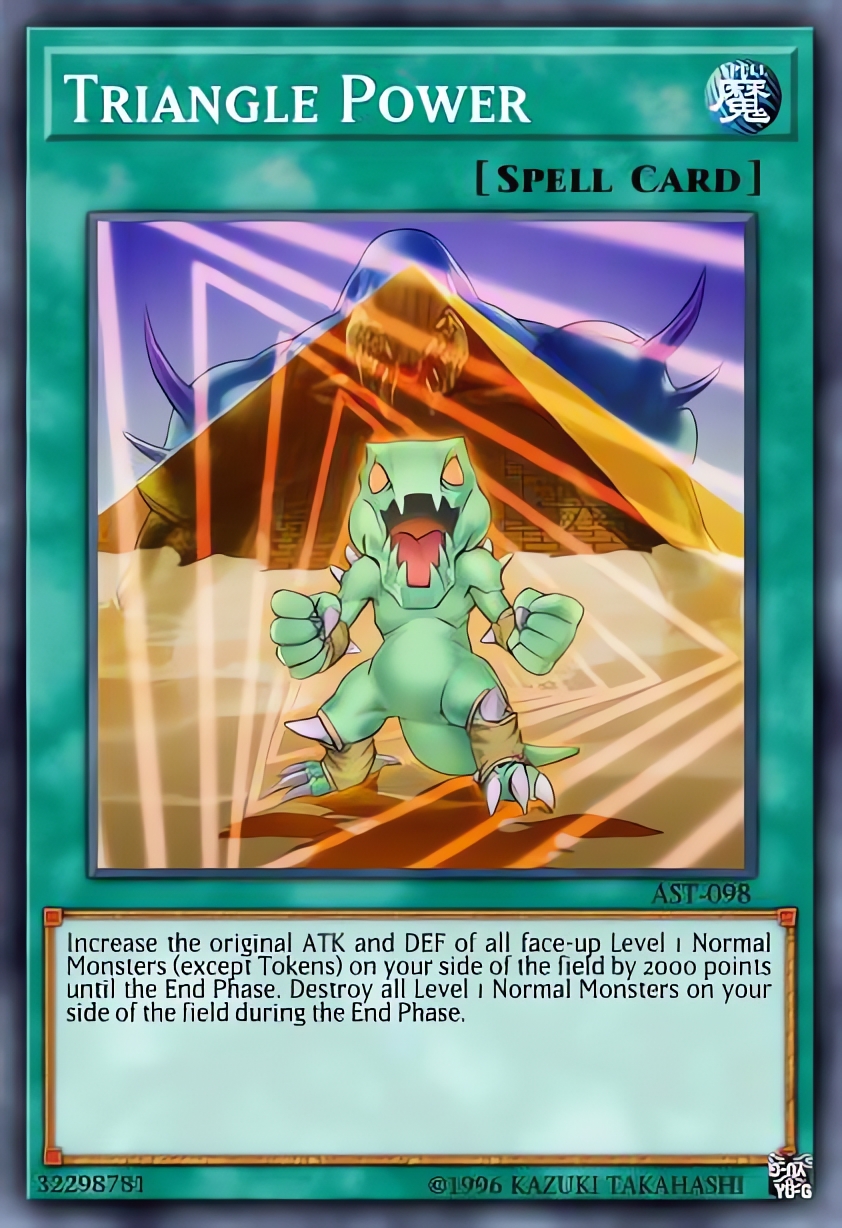 TRIANGLE POWER
魔
[SPELL CARD]
AST-098
Increase the original ATK and DEF of all face-up Level 1 Normal
Monsters (except Tokens) on your side of the field by 2000 points
until the End Phase. Destroy all Level 1 Normal Monsters on your
side of the field during the End Phase.
32298781
©1996 KAZUKI TAKAHASHI